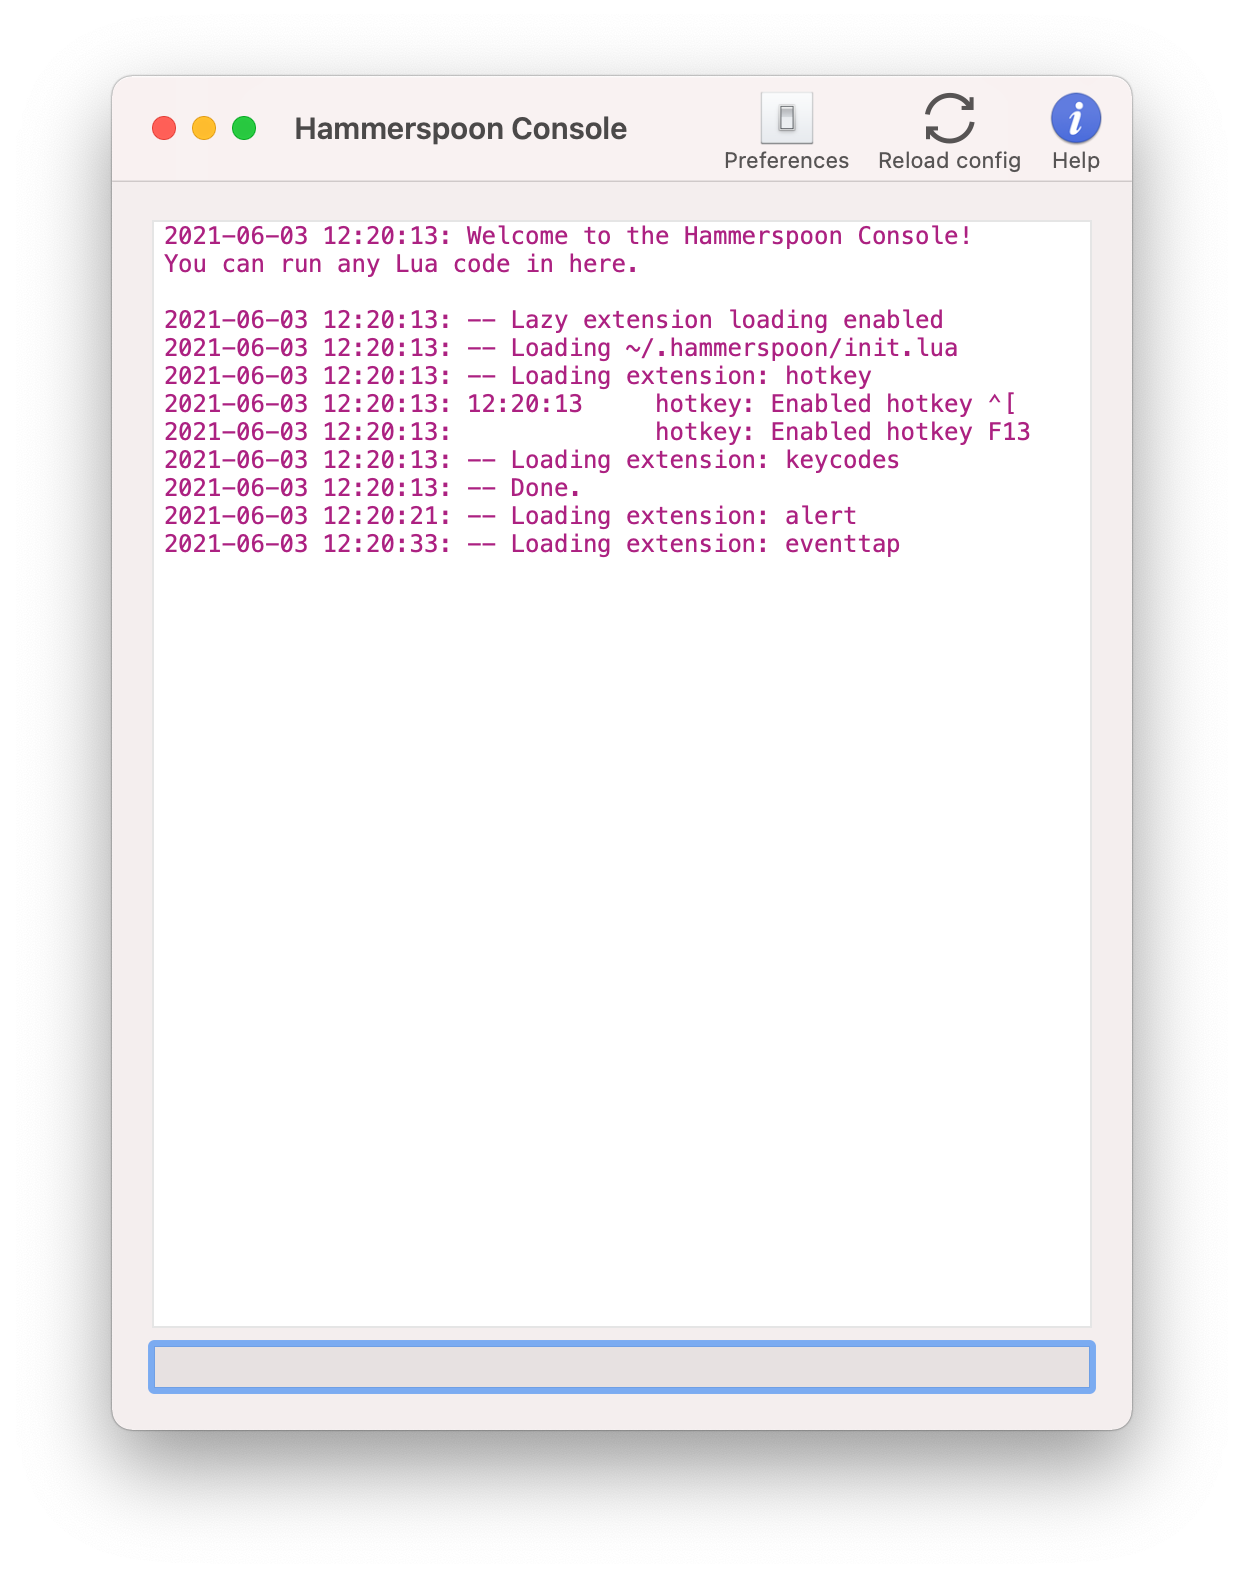 Hammerspoon Console
Preferences
Reload config
Help
2021-06-03 12:20:13: Welcome to the Hammerspoon Console!
You can run any Lua code in here.
2021-06-03 12:20:13: -- Lazy extension loading enabled
2021-06-03 12:20:13: -- Loading ~/.hammerspoon/init.lua
2021-06-03 12:20:13: -- Loading extension: hotkey
2021-06-03 12:20:13: 12:20:13     hotkey: Enabled hotkey ^[
2021-06-03 12:20:13:              hotkey: Enabled hotkey F13
2021-06-03 12:20:13: -- Loading extension: keycodes
2021-06-03 12:20:13: -- Done.
2021-06-03 12:20:21: -- Loading extension: alert
2021-06-03 12:20:33: -- Loading extension: eventtap